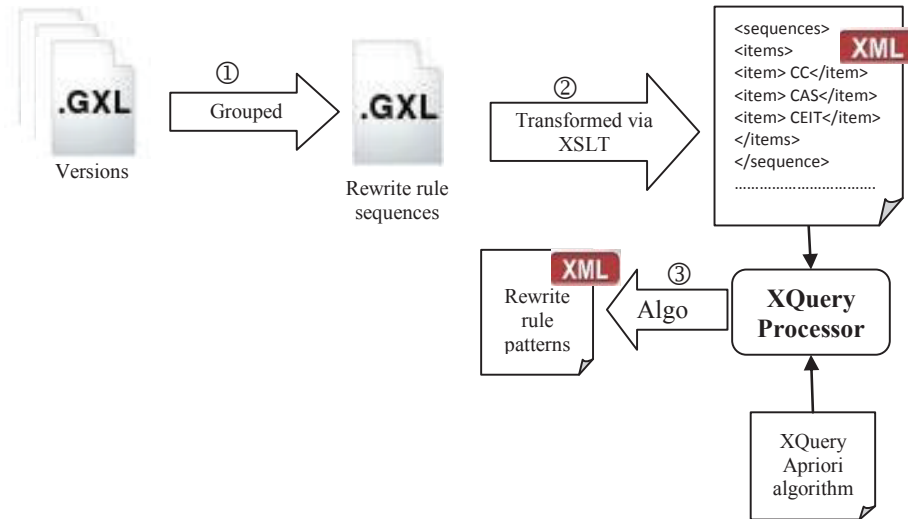 .GXL
Versions
①
Grouped
.GXL
Rewrite rule
sequences
②
Transformed via
XSLT
XML
<sequences>
<items>
<item> CC</item>
<item> CAS</item>
<item> CEIT</item>
</items>
</sequence>
………………………….
XML
Rewrite
rule
patterns
③
Algo
XQuery
Processor
XQuery
Apriori
algorithm